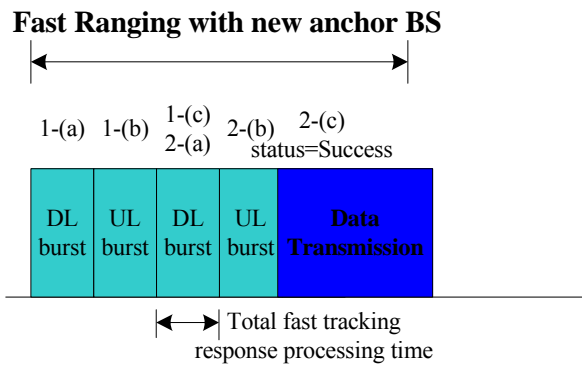 Fast Ranging with new anchor BS
1-(a) 1-(b) 1-(c) 2-(b) 2-(c)
2-(a) status=Success
DL UL DL UL Data
burst burst burst burst Transmission
Total fast tracking
response processing time